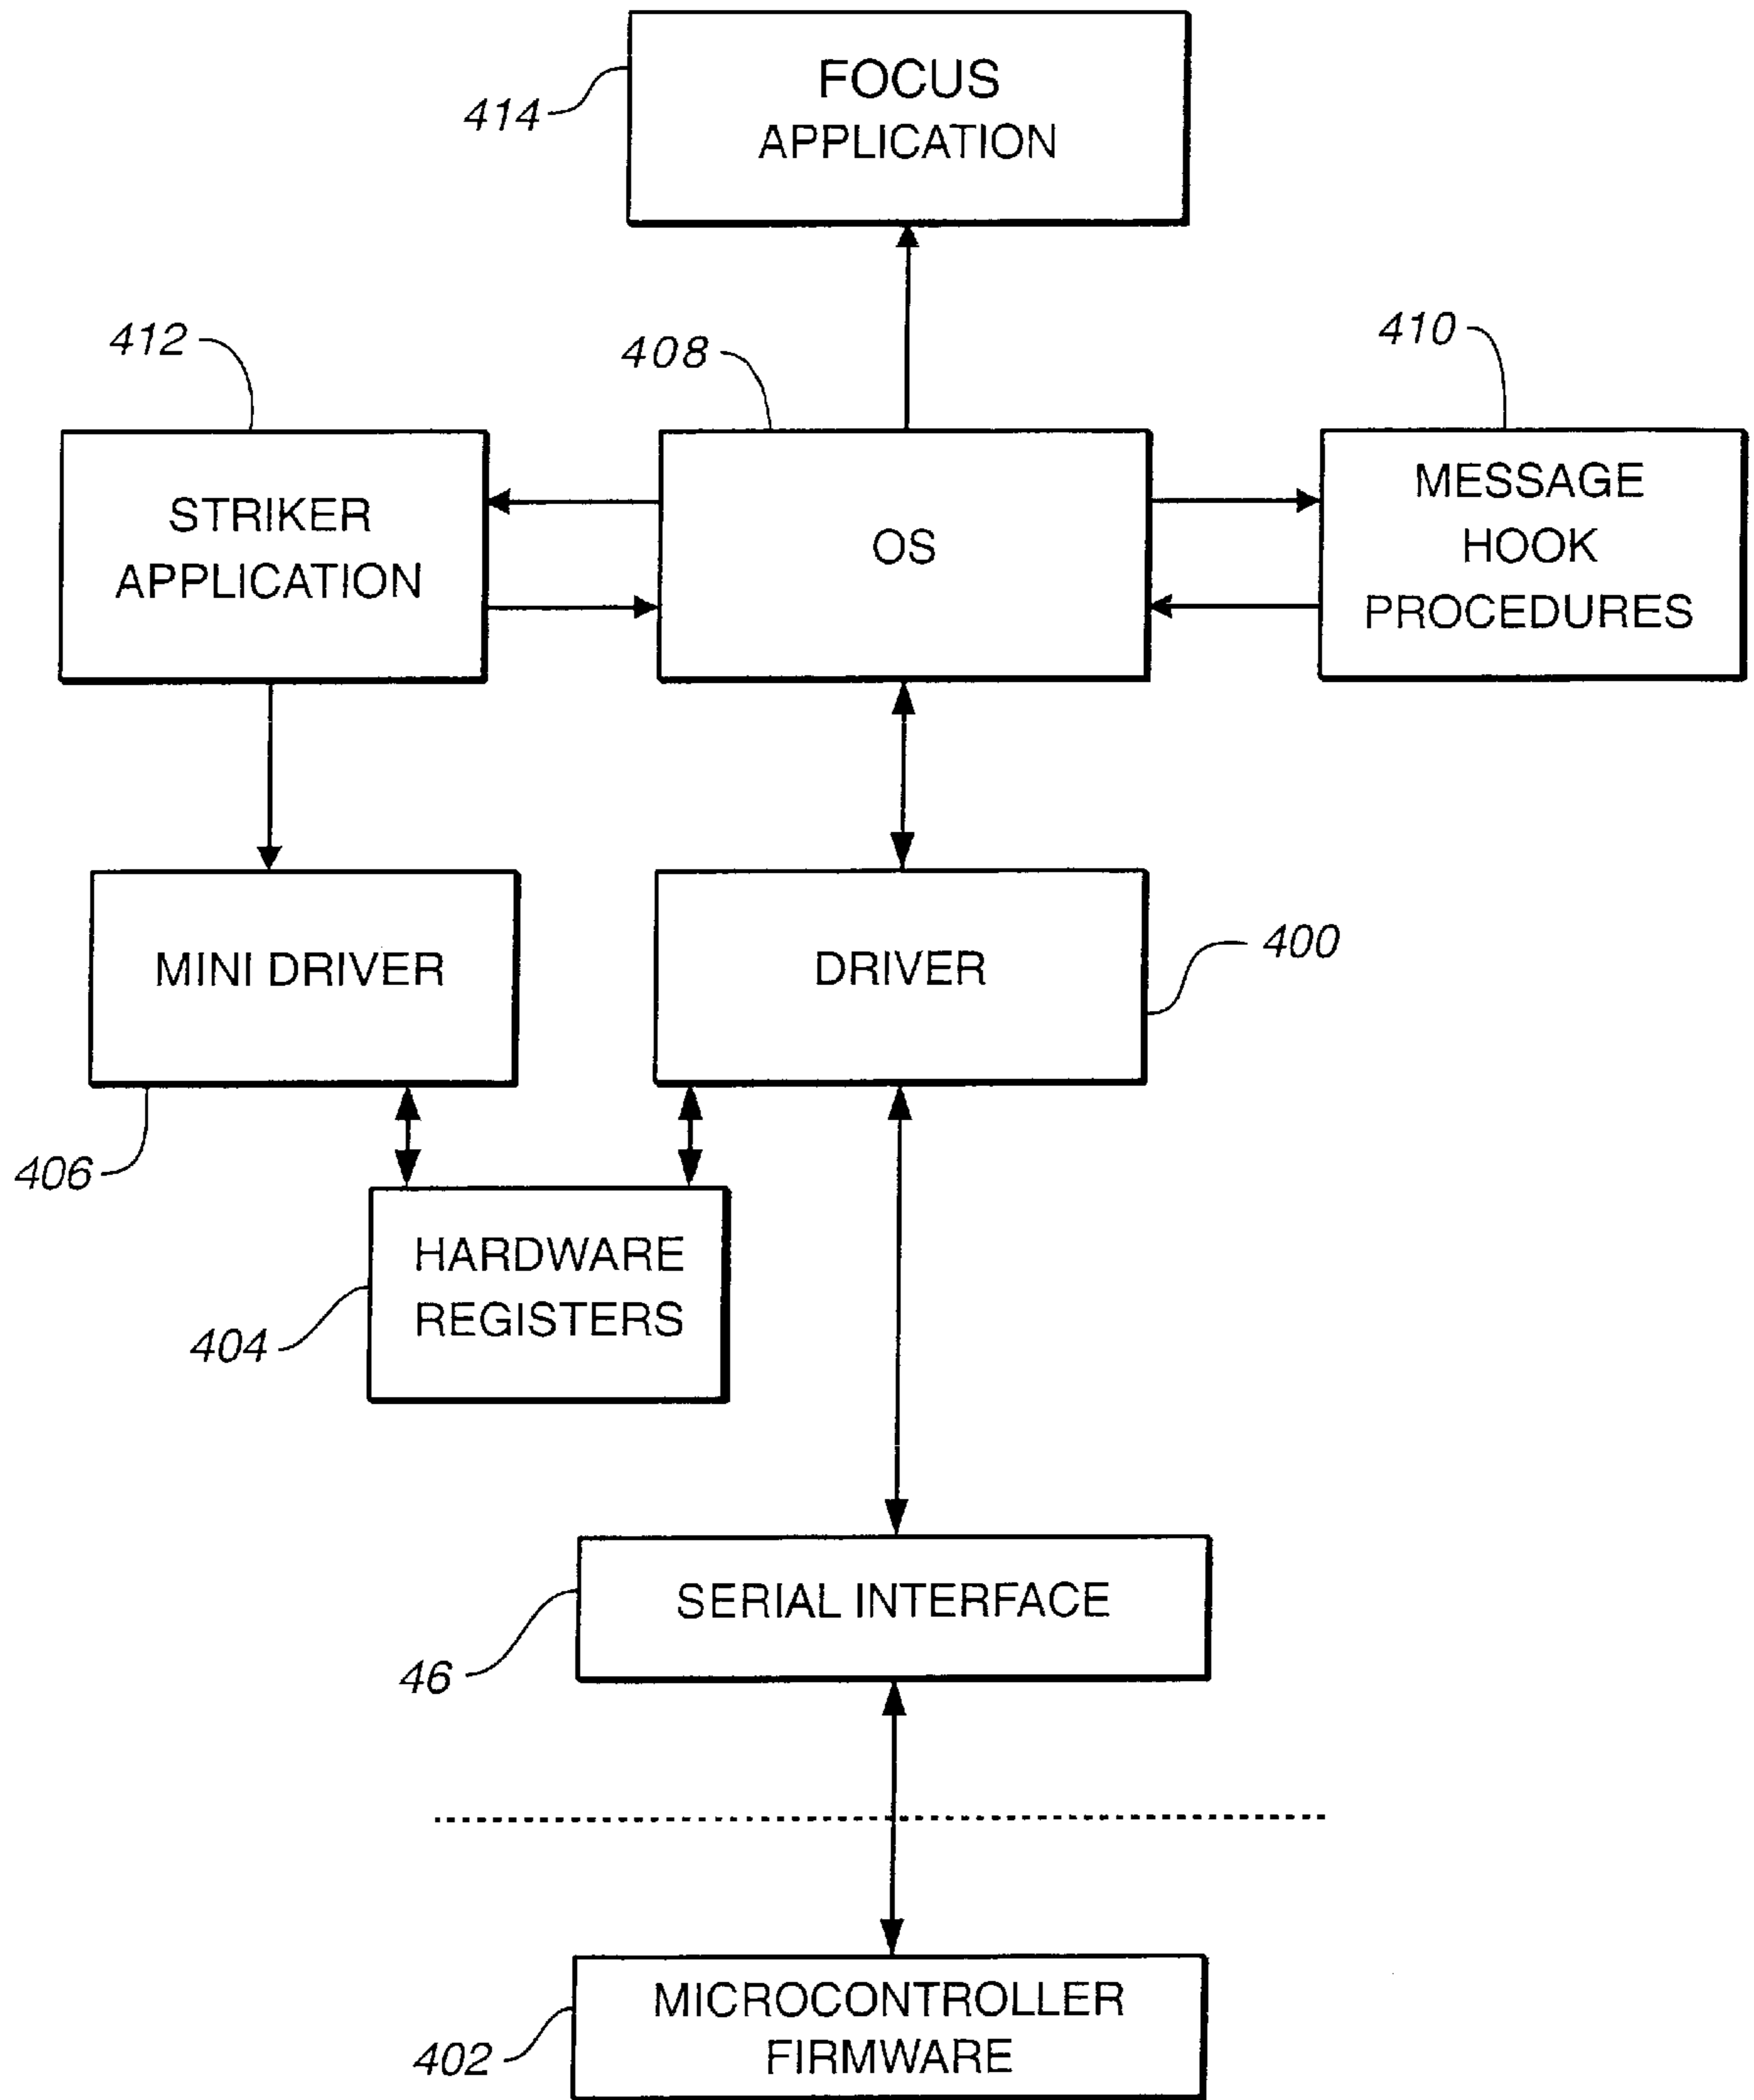 FOCUS
APPLICATION
414
412
408
410
STRIKER
APPLICATION
OS
MESSAGE
HOOK
PROCEDURES
MINI DRIVER
DRIVER
400
406
HARDWARE
REGISTERS
404
SERIAL INTERFACE
46
MICROCONTROLLER
FIRMWARE
402